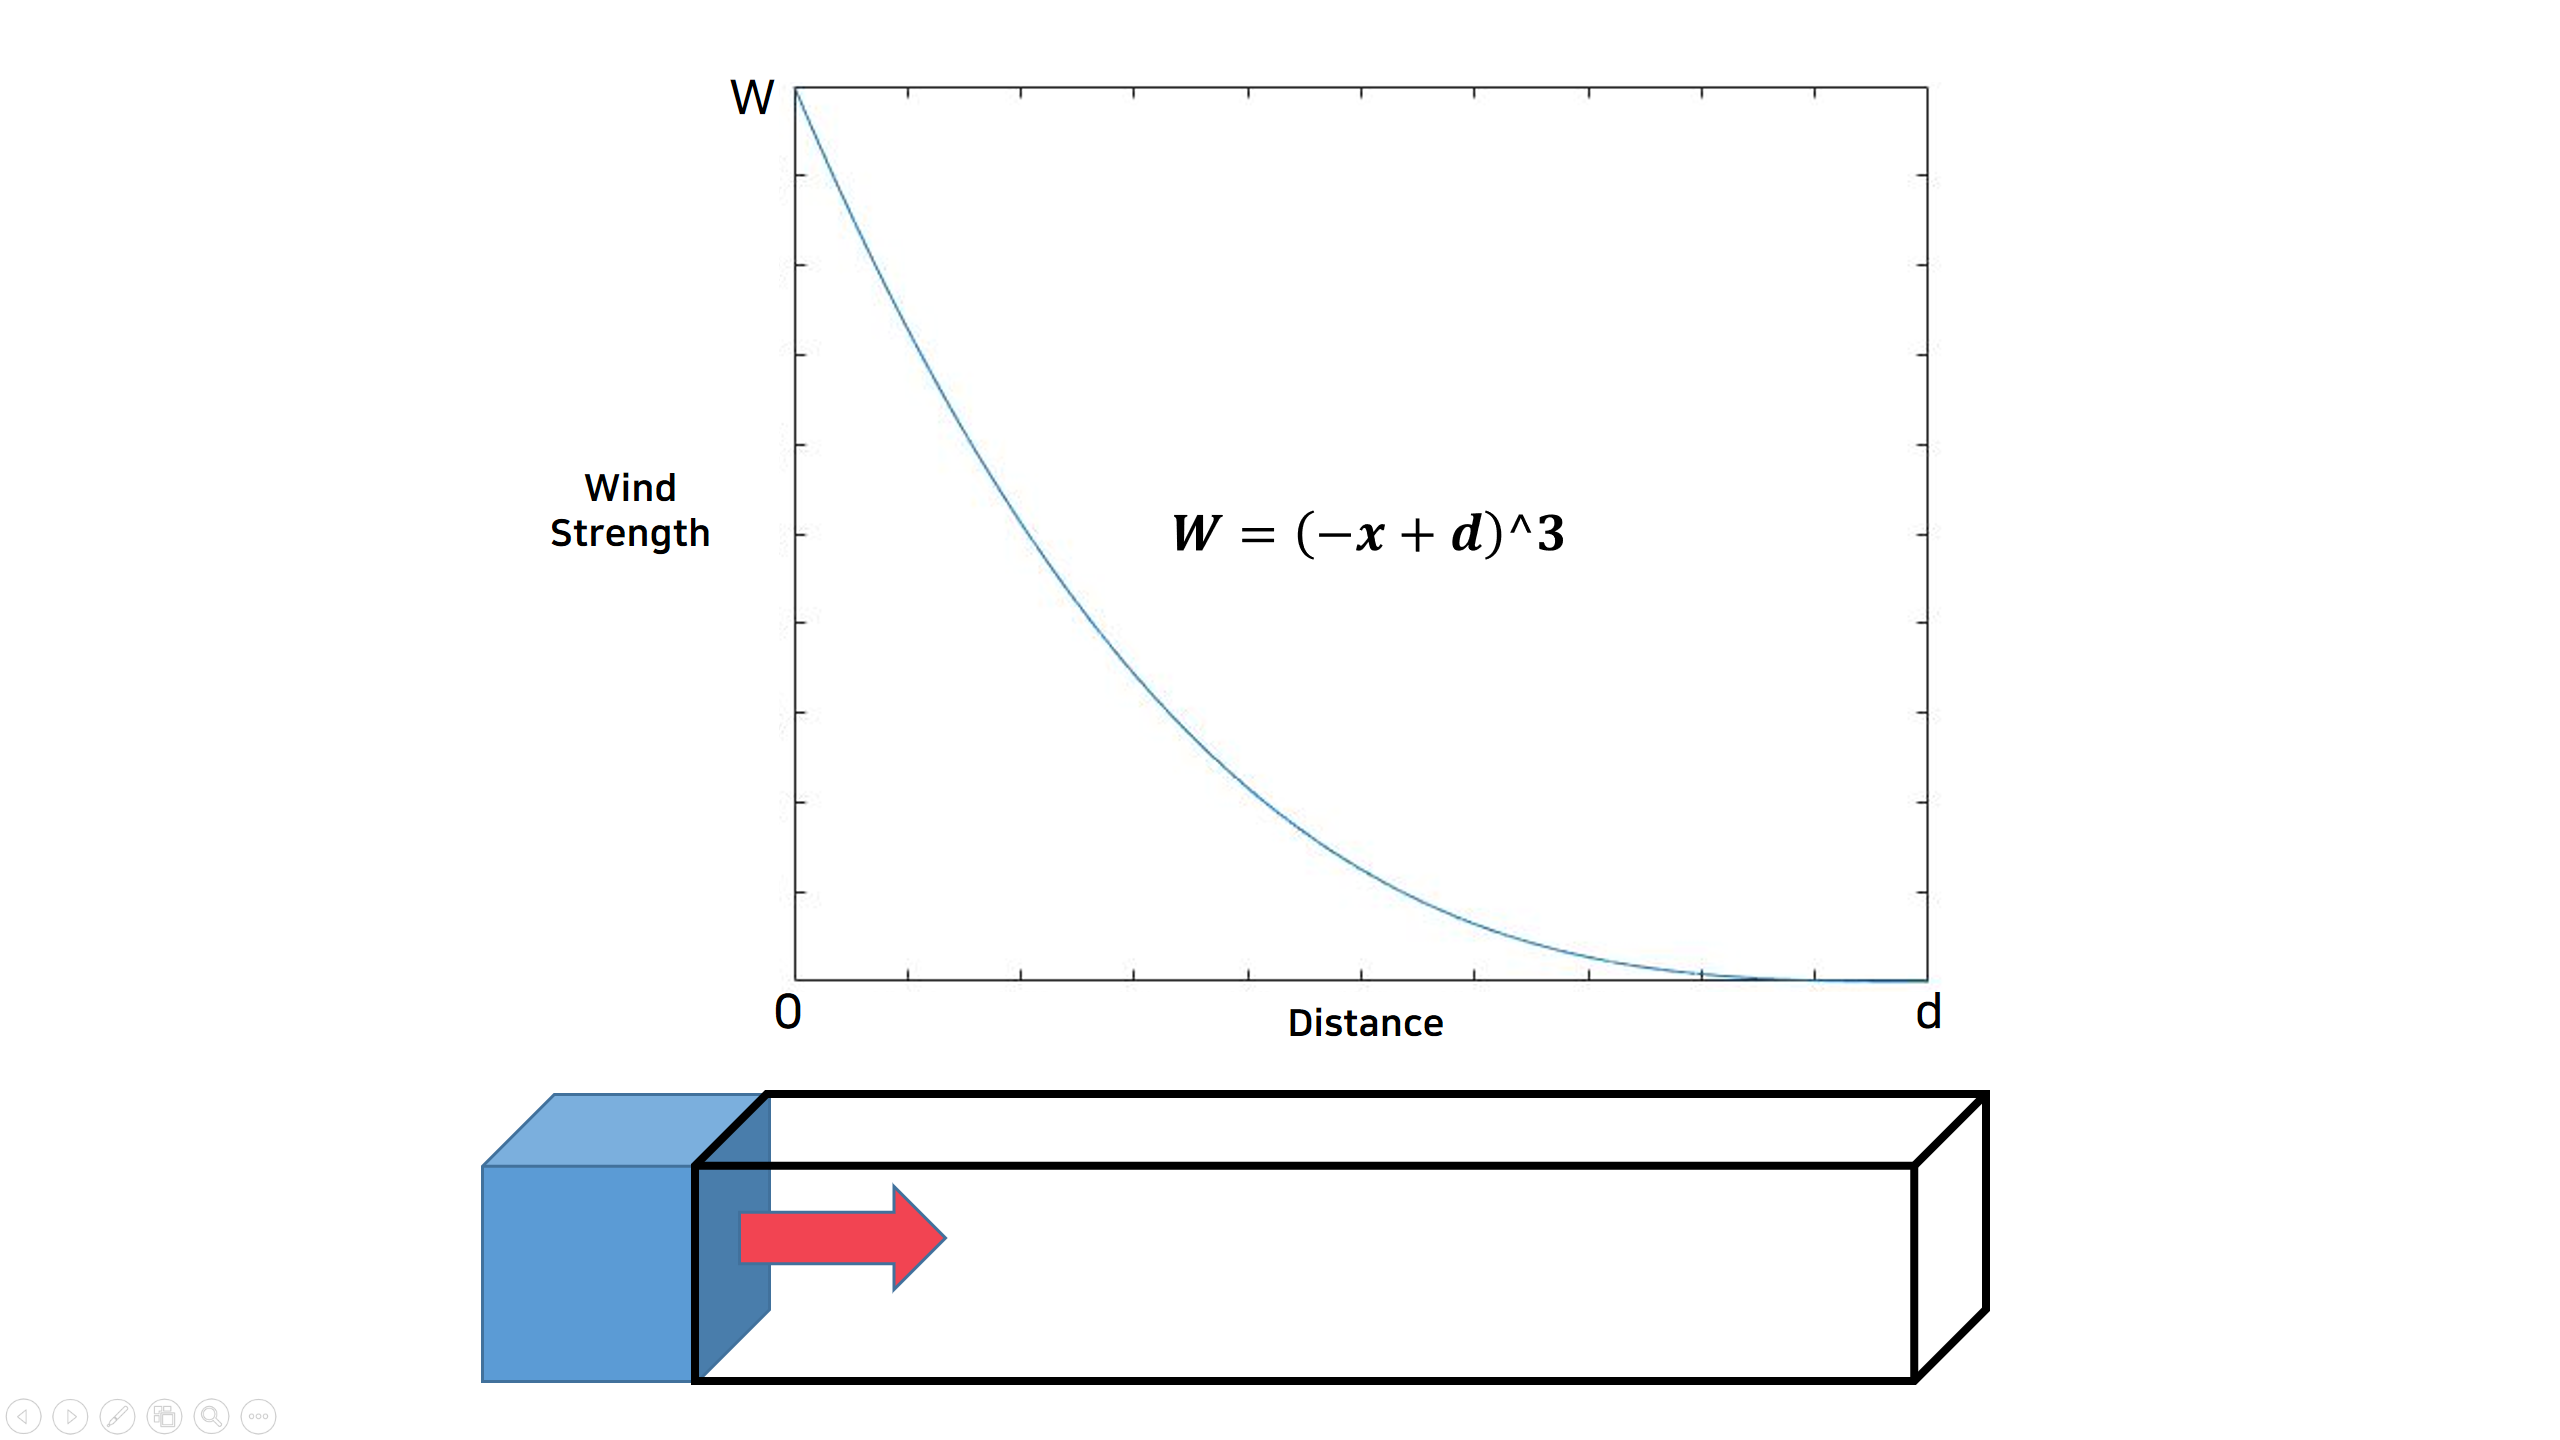 W
Wind
Strength
W = (−x + d)^3
0
Distance
d